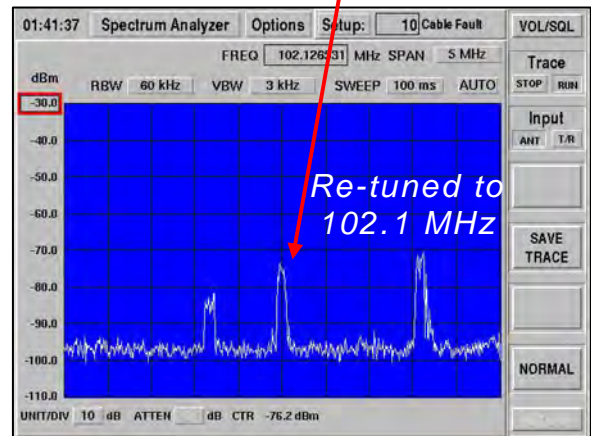 01:41:37 Spectrum Analyzer Options Setup: 10 Cable Fault VOL/SQL
FREQ 102.126931 MHz SPAN 5 MHz
dBm RBW 60 kHz VBW 3 kHz SWEEP 100 ms AUTO
Trace
STOP RUN
-30.0
Input
ANT T/R
-40.0
-50.0
Re-tuned to
102.1 MHz
-60.0
-70.0
SAVE
TRACE
-80.0
-90.0
-100.0
NORMAL
-110.0
UNIT/DIV 10 dB ATTEN dB CTR -76.2 dBm